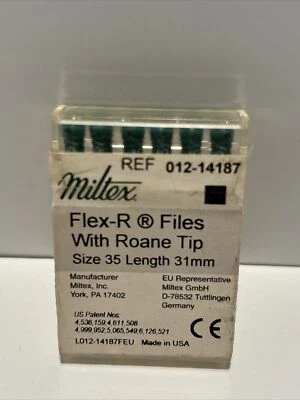 REF 012-14187
Miltex.
Flex-R ® Files
With Roane Tip
Size 35 Length 31mm
Manufacturer
Miltex, Inc.
York, PA 17402
EU Representative
Miltex GmbH
D-78532 Tuttlingen
Germany
US Patent Nos.
4,536,159;4,611,508
4,999,952;5,065,549;6,126,521
CE
L012-14187FEU Made in USA